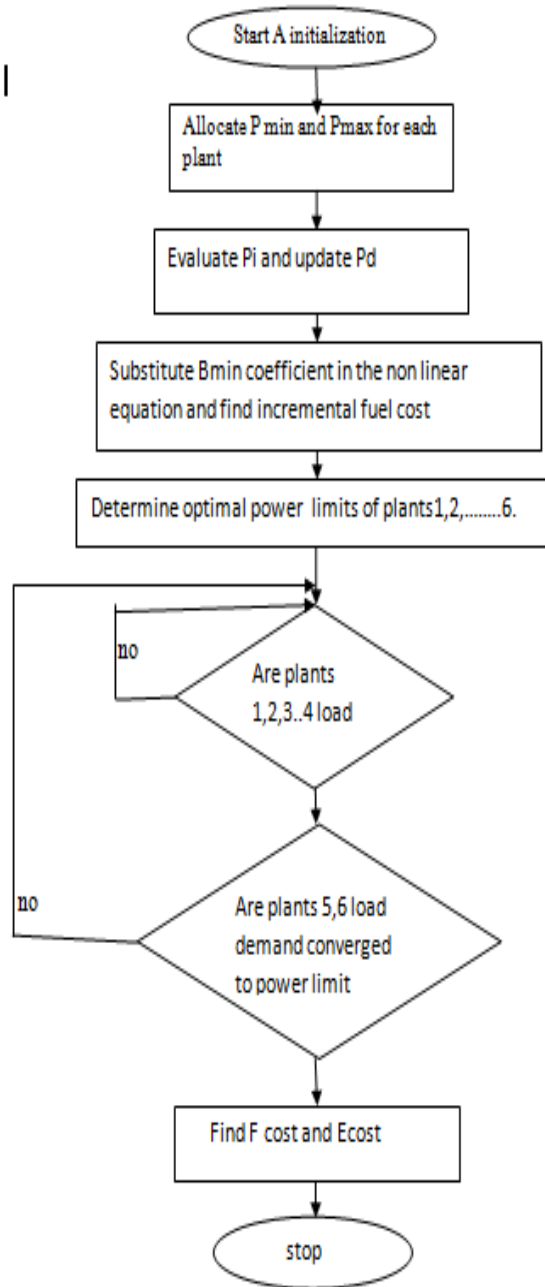 Start A initialization
Allocate P min and Pmax for each
plant
Evaluate Pi and update Pd
Substitute Bmin coefficient in the non linear
equation and find incremental fuel cost
Determine optimal power limits of plants1,2,........6.
no
Are plants
1,2,3..4 load
no
Are plants 5,6 load
demand converged
to power limit
Find F cost and Ecost
stop